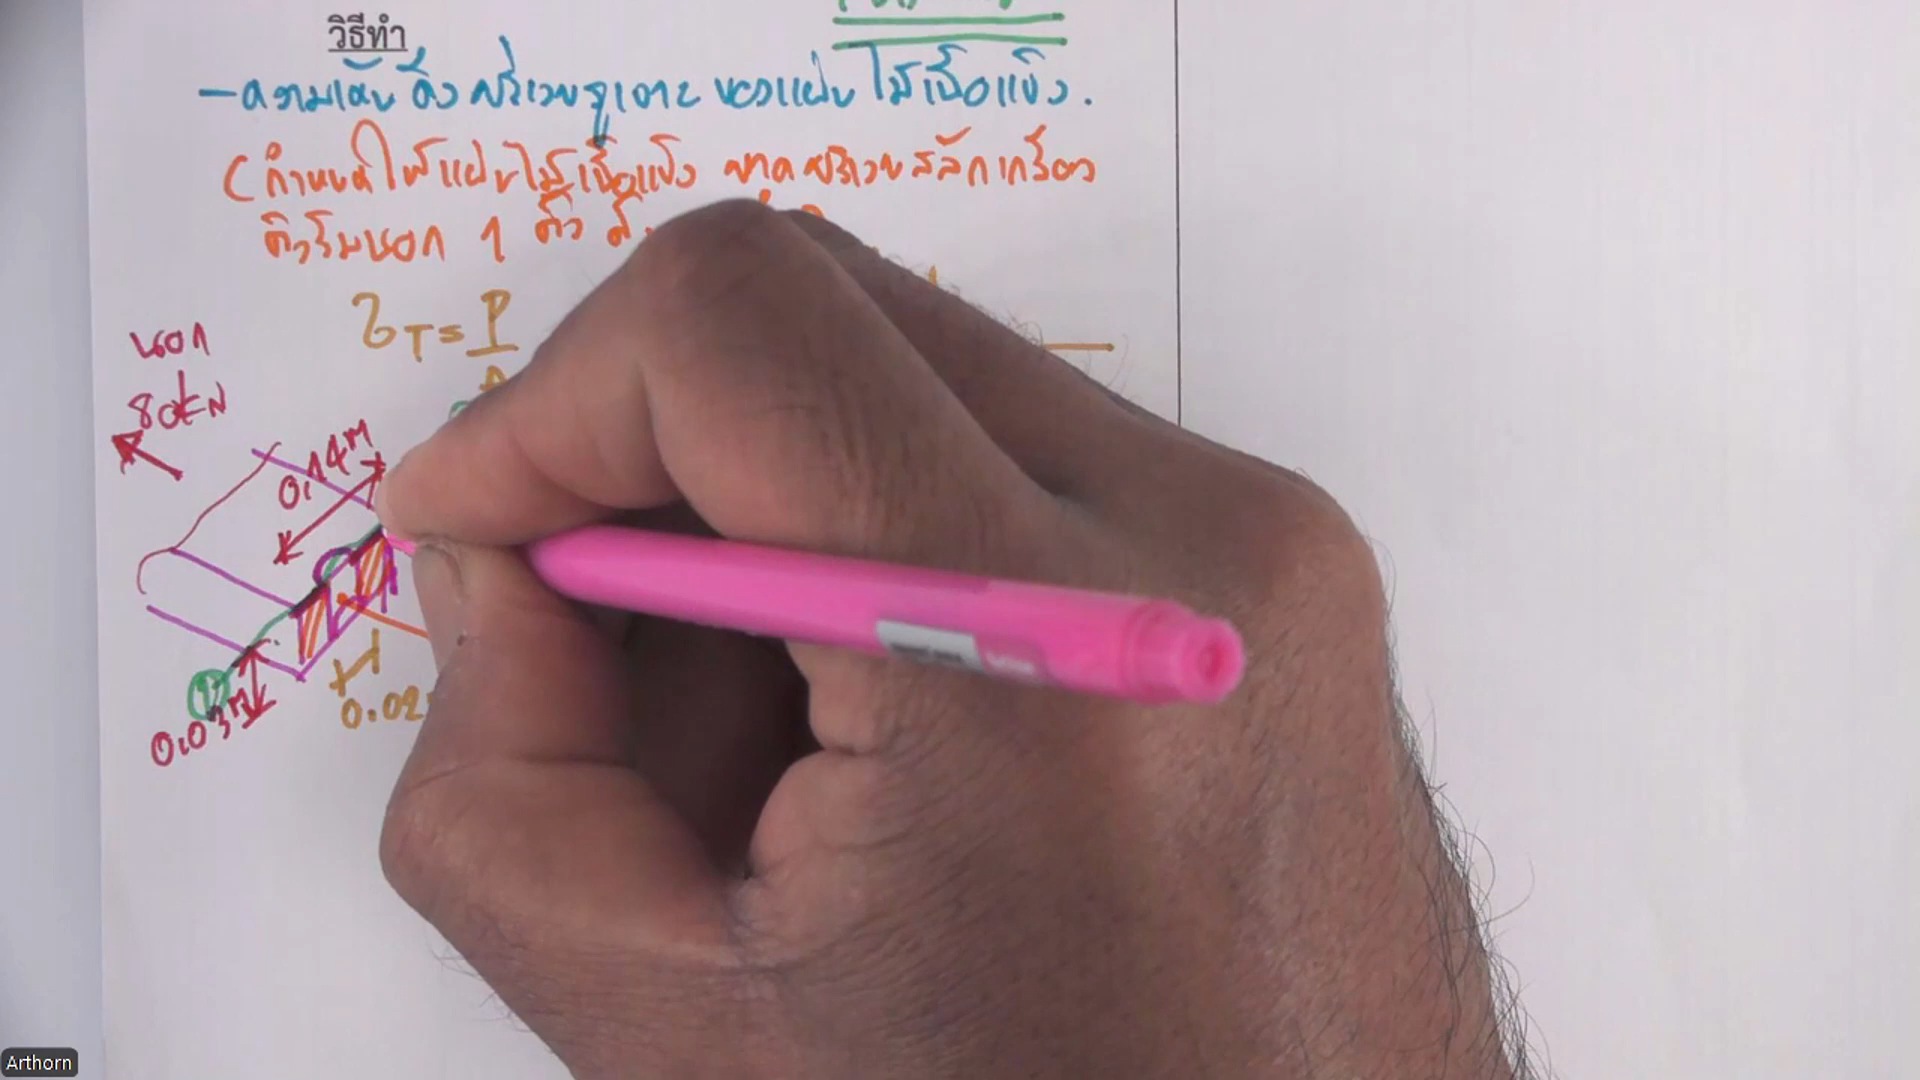 วิธีทำ
- ความเค้น ดึง บริเวณรูเจาะ ของแผ่น ไม้เนื้อแข็ง.
(กำหนดให้แผ่นไม้เนื้อแข็ง ขาด บริเวณ สลักเกลียว
ตัวริมนอก 1 ตัว
σT = P
นอก
80kN
0.14m
0.03m
0.02
Arthorn